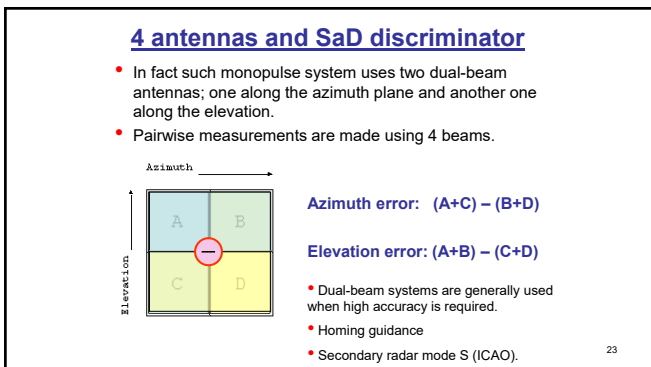 4 antennas and SaD discriminator
• In fact such monopulse system uses two dual-beam
antennas; one along the azimuth plane and another one
along the elevation.
• Pairwise measurements are made using 4 beams.
Azimuth
Elevation
A B
C D
Azimuth error: (A+C) – (B+D)
Elevation error: (A+B) – (C+D)
• Dual-beam systems are generally used
when high accuracy is required.
• Homing guidance
• Secondary radar mode S (ICAO).
23